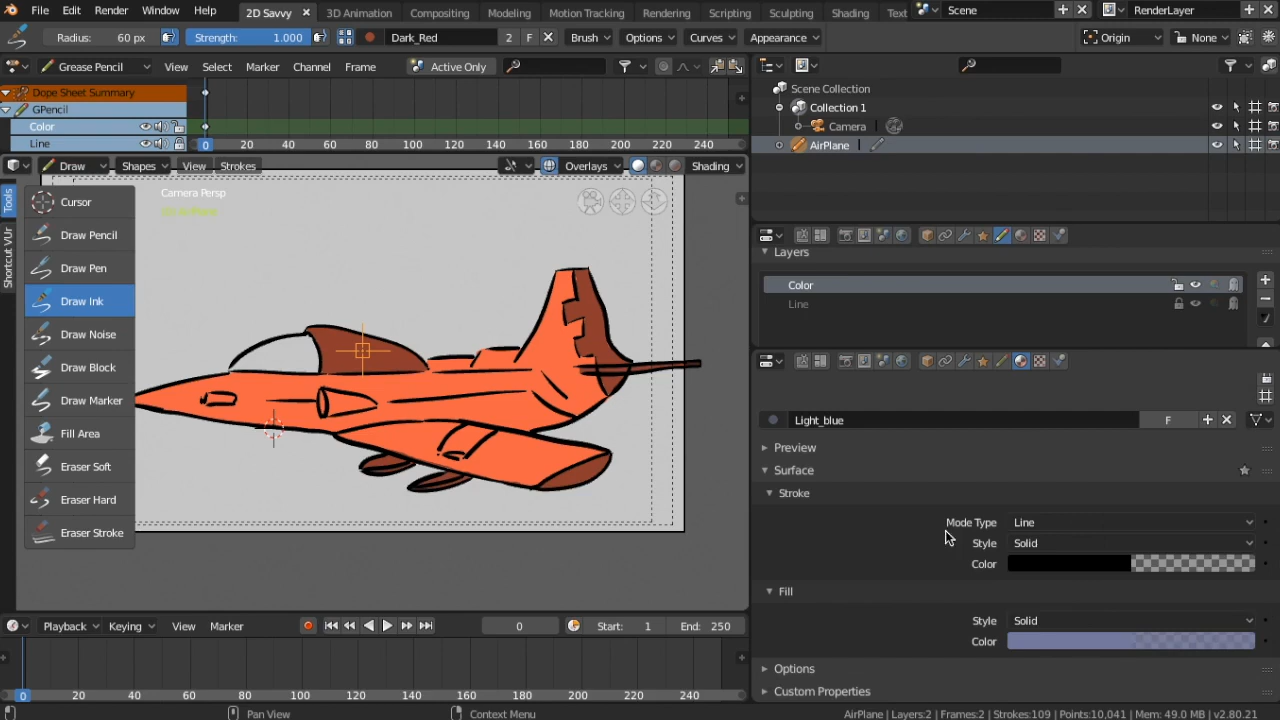 File Edit Render Window Help 2D Savvy 3D Animation Compositing Modeling Motion Tracking Rendering Scripting Sculpting Shading Text Scene RenderLayer
Radius: 60 px Strength: 1.000 Dark_Red 2 F Brush Options Curves Appearance Origin None
Grease Pencil View Select Marker Channel Frame Active Only
Dope Sheet Summary
GPencil
Color
Line
0 20 40 60 80 100 120 140 160 180 200 220 240
Draw Shapes View Strokes Overlays Shading
Tools
Shortcut VUr
Camera Persp
Cursor
Draw Pencil
Draw Pen
Draw Ink
Draw Noise
Draw Block
Draw Marker
Fill Area
Eraser Soft
Eraser Hard
Eraser Stroke
Playback Keying View Marker 0 Start: 1 End: 250
0 20 40 60 80 100 120 140 160 180 200 220 240
Scene Collection
Collection 1
Camera
AirPlane
Layers
Color
Line
Light_blue F
Preview
Surface
Stroke
Mode Type Line
Style Solid
Color
Fill
Style Solid
Color
Options
Custom Properties
Pan View Context Menu AirPlane | Layers:2 | Frames:2 | Strokes:109 | Points:10,041 | Mem: 49.0 MB | v2.80.21